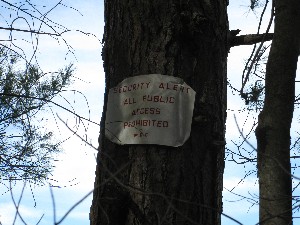 SECURITY ALERT
ALL PUBLIC
ACCESS
PROHIBITED